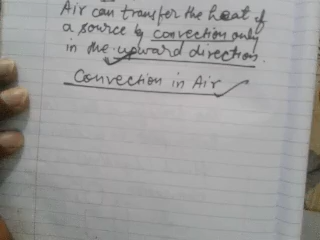 Air can transfer the heat of
a source by convection only
in the upward direction.
Convection in Air